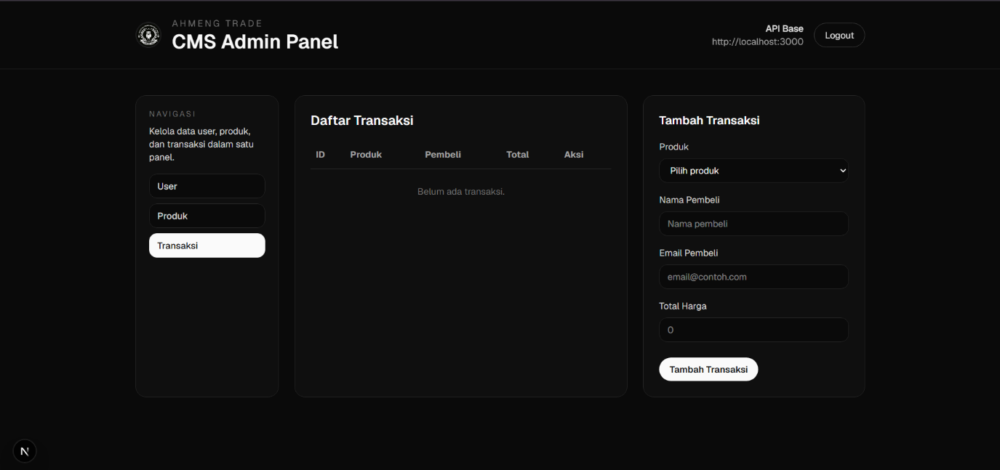 AHMENG TRADE
CMS Admin Panel
API Base
http://localhost:3000
Logout
NAVIGASI
Kelola data user, produk,
dan transaksi dalam satu
panel.
User
Produk
Transaksi
Daftar Transaksi
ID Produk Pembeli Total Aksi
Belum ada transaksi.
Tambah Transaksi
Produk
Pilih produk
Nama Pembeli
Nama pembeli
Email Pembeli
email@contoh.com
Total Harga
0
Tambah Transaksi
N